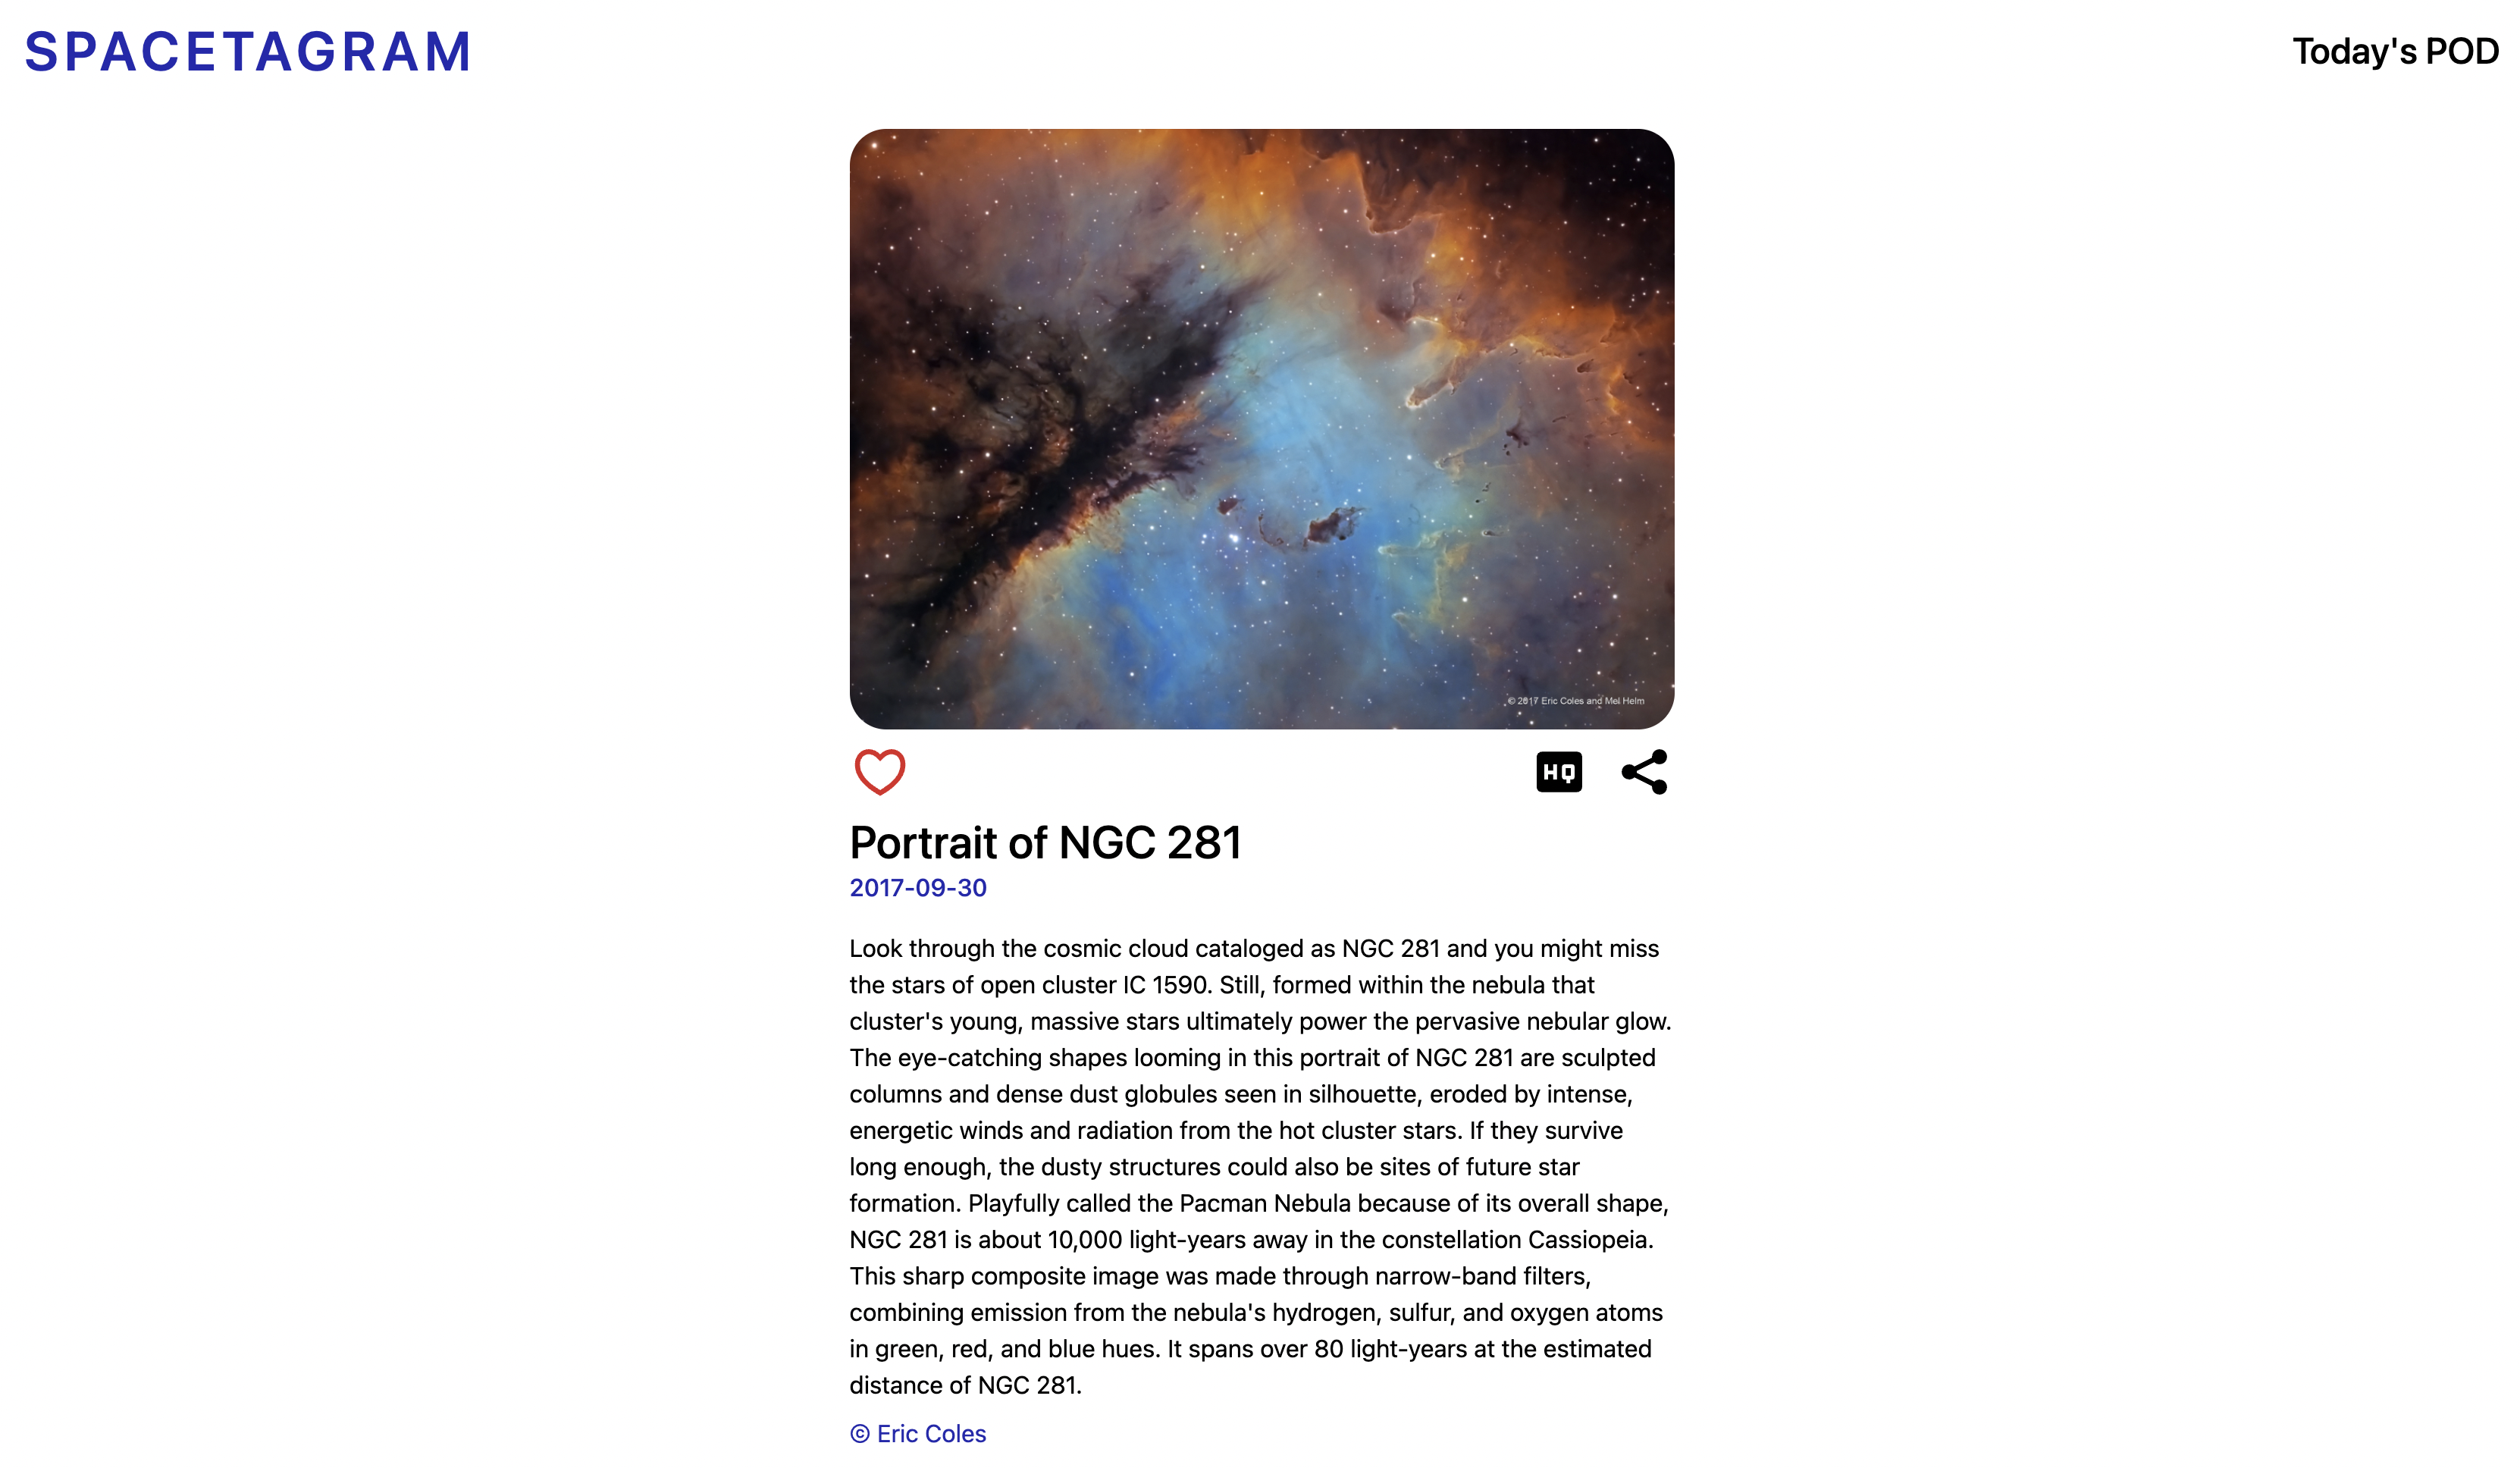 SPACETAGRAM
Today's POD
© 2017 Eric Coles and Mel Helm
HQ
Portrait of NGC 281
2017-09-30
Look through the cosmic cloud cataloged as NGC 281 and you might miss
the stars of open cluster IC 1590. Still, formed within the nebula that
cluster's young, massive stars ultimately power the pervasive nebular glow.
The eye-catching shapes looming in this portrait of NGC 281 are sculpted
columns and dense dust globules seen in silhouette, eroded by intense,
energetic winds and radiation from the hot cluster stars. If they survive
long enough, the dusty structures could also be sites of future star
formation. Playfully called the Pacman Nebula because of its overall shape,
NGC 281 is about 10,000 light-years away in the constellation Cassiopeia.
This sharp composite image was made through narrow-band filters,
combining emission from the nebula's hydrogen, sulfur, and oxygen atoms
in green, red, and blue hues. It spans over 80 light-years at the estimated
distance of NGC 281.
© Eric Coles